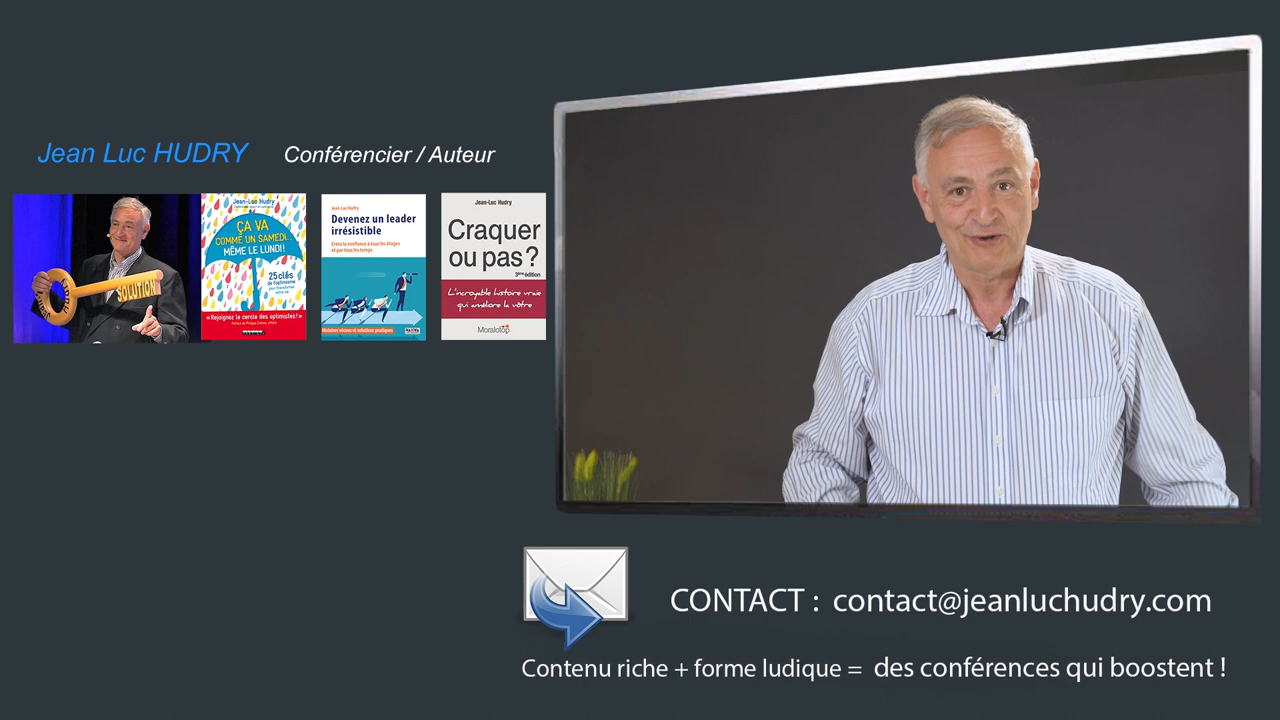 Jean Luc HUDRY Conférencier / Auteur
SOLUTION
Jean-Luc Hudry
ÇA VA
COMME UN SAMEDI...
MÊME LE LUNDI!
25 clés
de l'optimisme
pour transformer
votre vie
«Rejoignez le cercle des optimistes!»
Jean-Luc Hudry
Devenez un leader
irrésistible
Créez la confiance à tous les étages
et par tous les temps
Histoires vécues et solutions pratiques
Jean-Luc Hudry
Craquer
ou pas?
3ème édition
L'incroyable histoire vraie
qui améliore la vôtre
Moralotop
CONTACT : contact@jeanluchudry.com
Contenu riche + forme ludique = des conférences qui boostent !